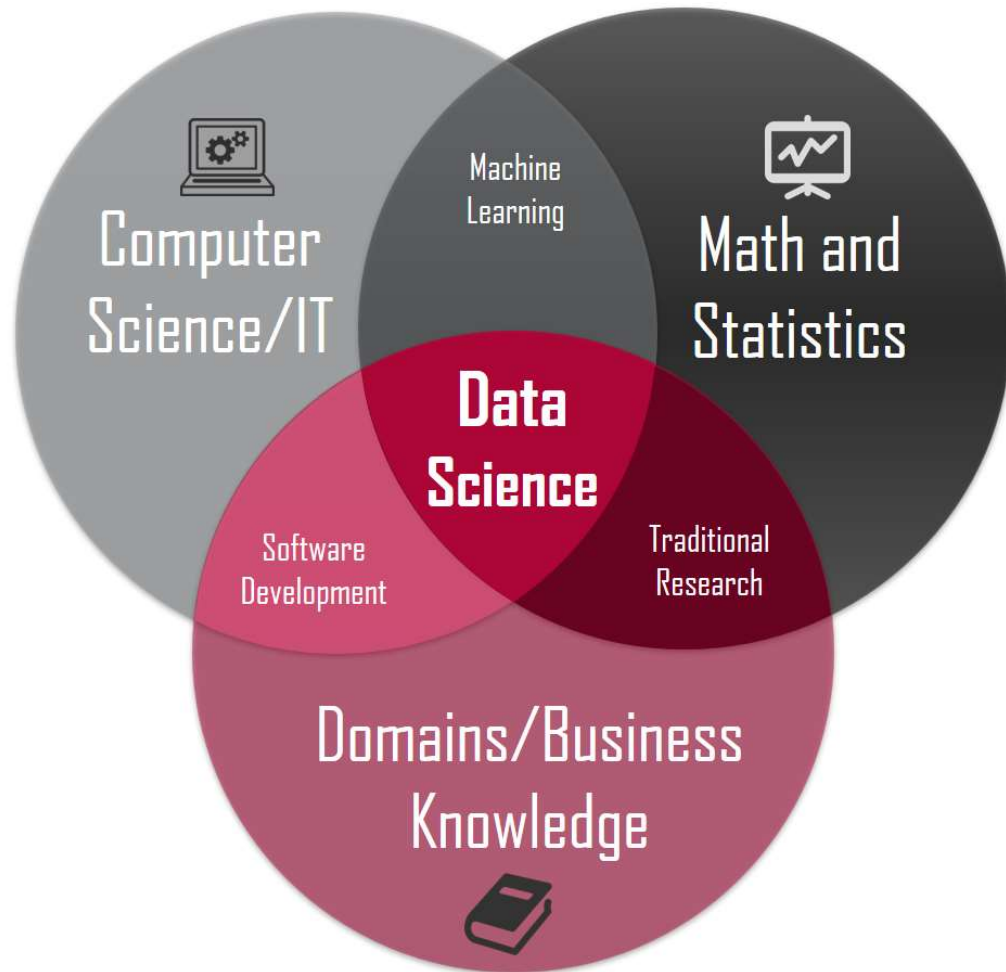 Machine
Learning
Computer
Science/IT
Math and
Statistics
Data
Science
Software
Development
Traditional
Research
Domains/Business
Knowledge